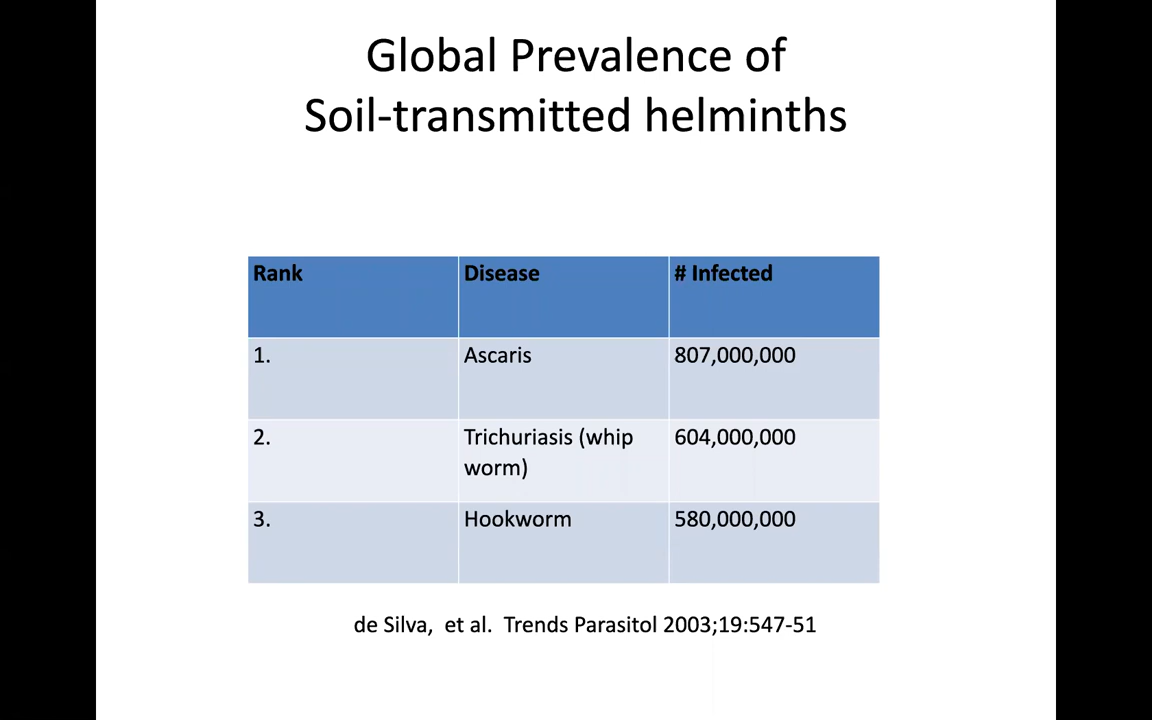 Global Prevalence of
Soil-transmitted helminths
Rank Disease # Infected
1. Ascaris 807,000,000
2. Trichuriasis (whip 604,000,000
worm)
3. Hookworm 580,000,000
de Silva, et al. Trends Parasitol 2003;19:547-51